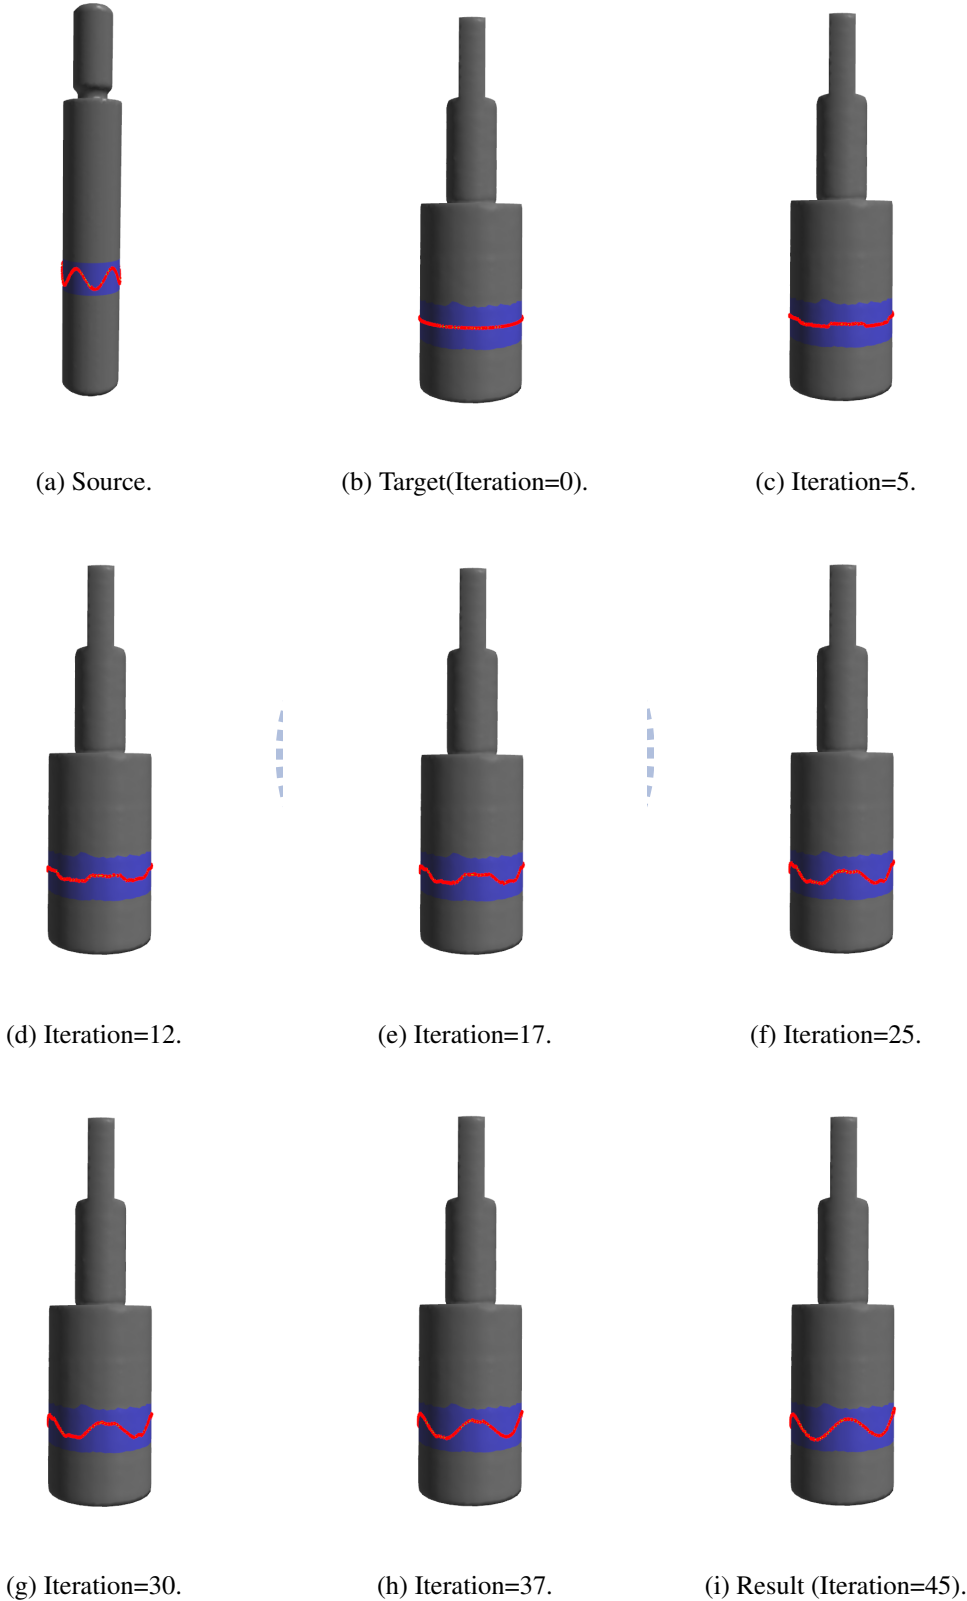 (a) Source.
(b) Target(Iteration=0).
(c) Iteration=5.
(d) Iteration=12.
(e) Iteration=17.
(f) Iteration=25.
(g) Iteration=30.
(h) Iteration=37.
(i) Result (Iteration=45).